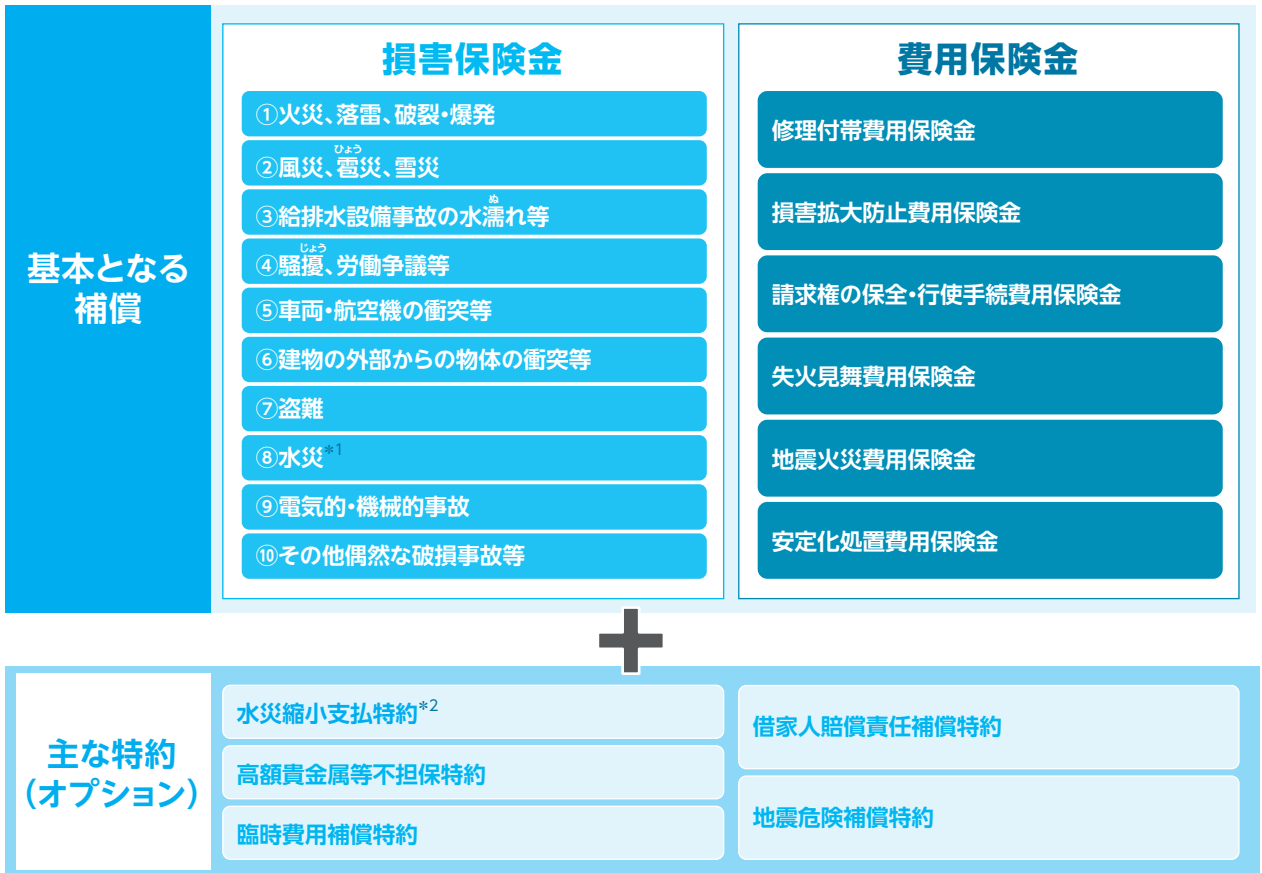 基本となる
補償
損害保険金
①火災、落雷、破裂・爆発
ひょう
②風災、雹災、雪災
ぬ
③給排水設備事故の水濡れ等
じょう
④騒擾、労働争議等
⑤車両・航空機の衝突等
⑥建物の外部からの物体の衝突等
⑦盗難
⑧水災*1
⑨電気的・機械的事故
⑩その他偶然な破損事故等
費用保険金
修理付帯費用保険金
損害拡大防止費用保険金
請求権の保全・行使手続費用保険金
失火見舞費用保険金
地震火災費用保険金
安定化処置費用保険金
+
主な特約
(オプション)
水災縮小支払特約*2
高額貴金属等不担保特約
臨時費用補償特約
借家人賠償責任補償特約
地震危険補償特約